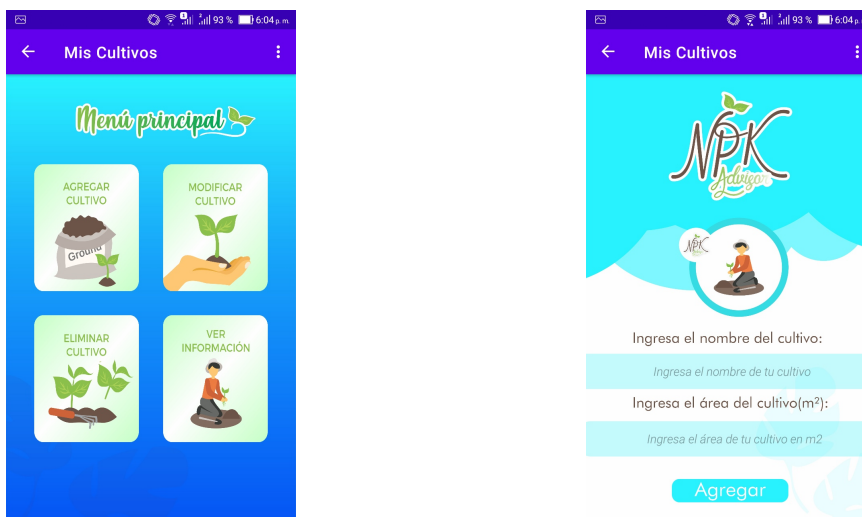 93 % 6:04 p. m.
Mis Cultivos
Menú principal
AGREGAR
CULTIVO
Ground
MODIFICAR
CULTIVO
ELIMINAR
CULTIVO
VER
INFORMACIÓN
93 % 6:04 p.
Mis Cultivos
NPK
Advisor
NPK
Ingresa el nombre del cultivo:
Ingresa el nombre de tu cultivo
Ingresa el área del cultivo(m²):
Ingresa el área de tu cultivo en m2
Agregar